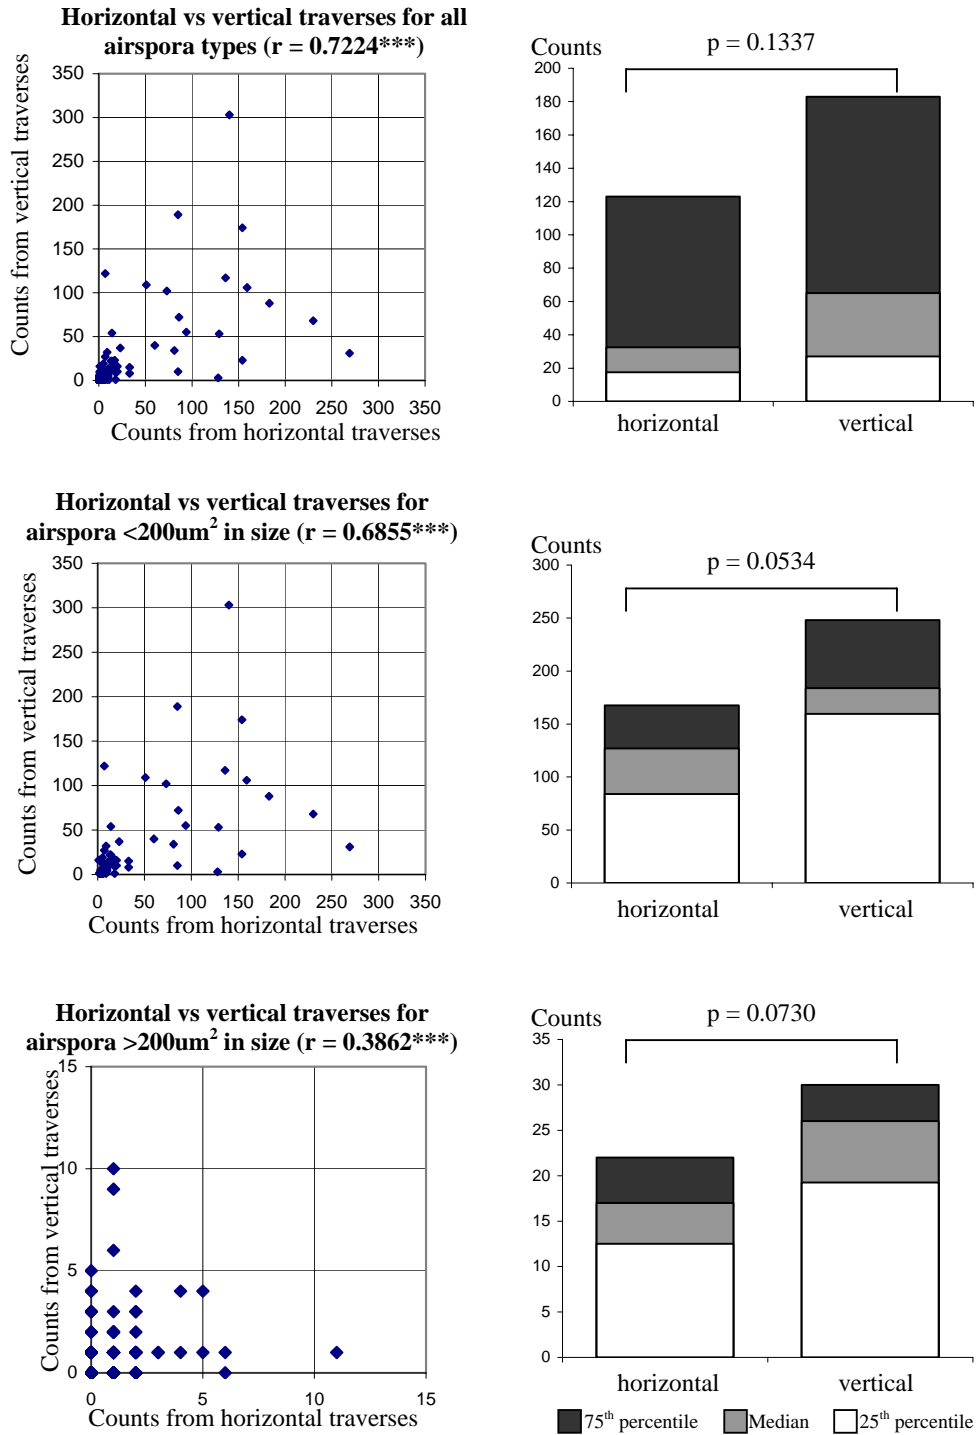 Horizontal vs vertical traverses for all
airspora types (r = 0.7224***)
Counts from vertical traverses
350
300
250
200
150
100
50
0
0 50 100 150 200 250 300 350
Counts from horizontal traverses
Counts
p = 0.1337
200
180
160
140
120
100
80
60
40
20
0
horizontal vertical
Horizontal vs vertical traverses for
airspora <200um² in size (r = 0.6855***)
Counts from vertical traverses
350
300
250
200
150
100
50
0
0 50 100 150 200 250 300 350
Counts from horizontal traverses
Counts
p = 0.0534
300
250
200
150
100
50
0
horizontal vertical
Horizontal vs vertical traverses for
airspora >200um² in size (r = 0.3862***)
Counts from vertical traverses
15
10
5
0
0 5 10 15
Counts from horizontal traverses
Counts
p = 0.0730
35
30
25
20
15
10
5
0
horizontal vertical
75th percentile Median 25th percentile